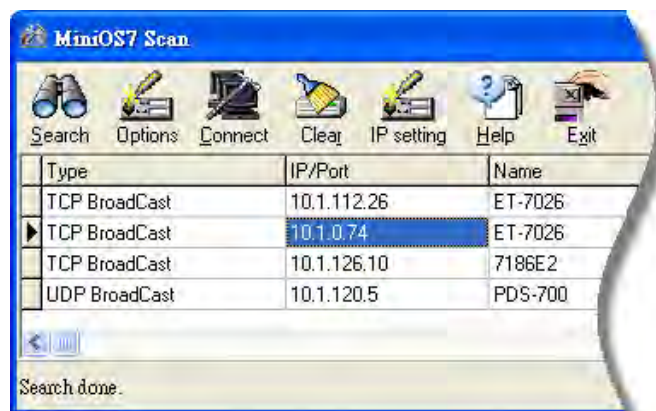 MiniOS7 Scan
Search Options Connect Clear IP setting Help Exit
Type IP/Port Name
TCP BroadCast 10.1.112.26 ET-7026
TCP BroadCast 10.1.0.74 ET-7026
TCP BroadCast 10.1.126.10 7186E2
UDP BroadCast 10.1.120.5 PDS-700
Search done.